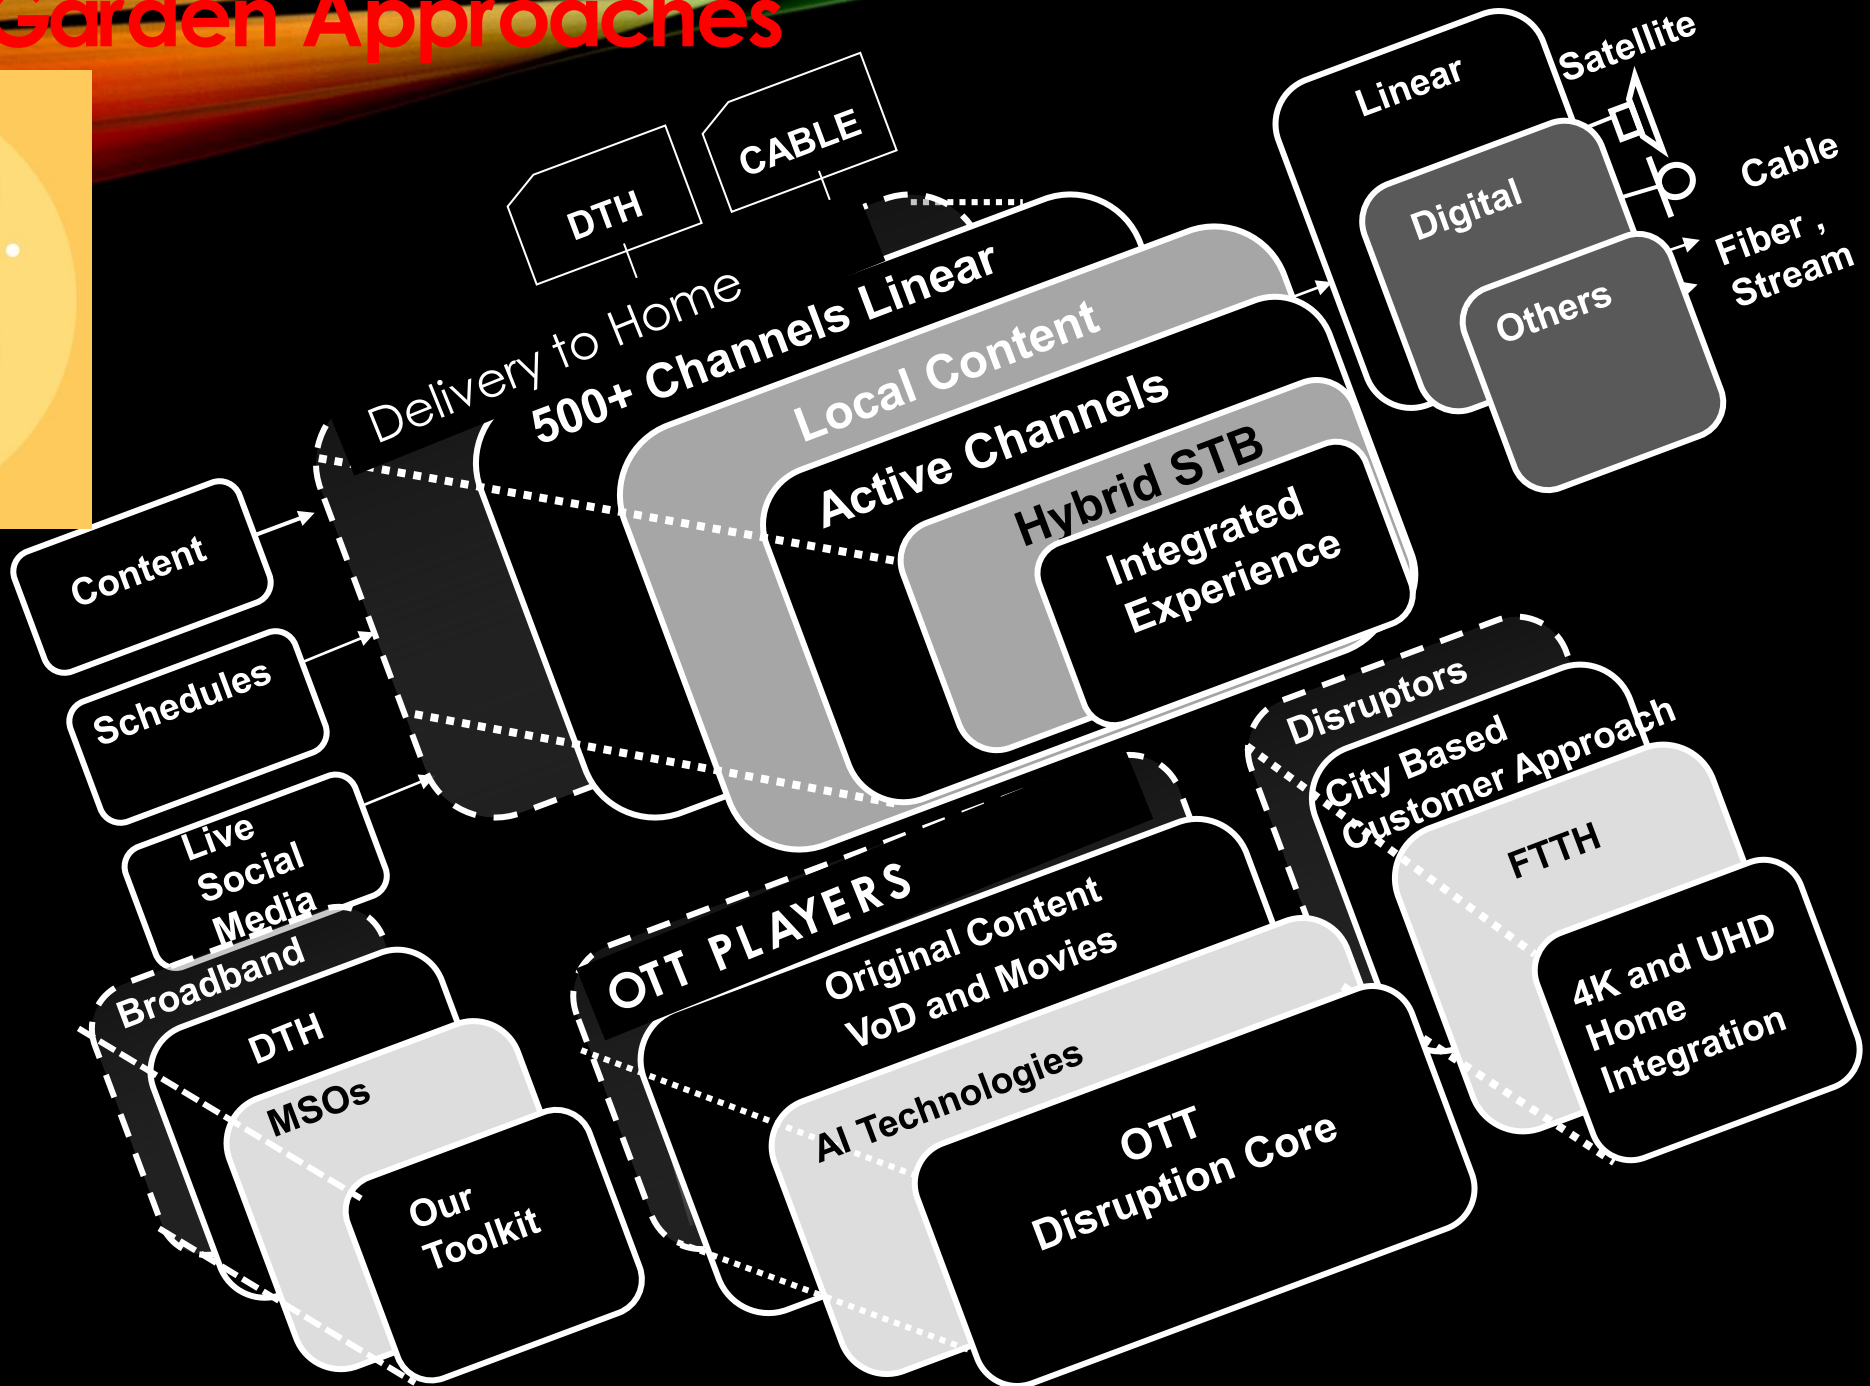 Garden Approaches
DTH
CABLE
Delivery to Home
500+ Channels Linear
Local Content
Active Channels
Hybrid STB
Integrated
Experience
Linear
Digital
Others
Satellite
Cable
Fiber ,
Stream
Content
Schedules
Live
Social
Media
Broadband
DTH
MSOs
Our
Toolkit
OTT PLAYERS
Original Content
VoD and Movies
AI Technologies
OTT
Disruption Core
Disruptors
City Based
Customer Approach
FTTH
4K and UHD
Home
Integration